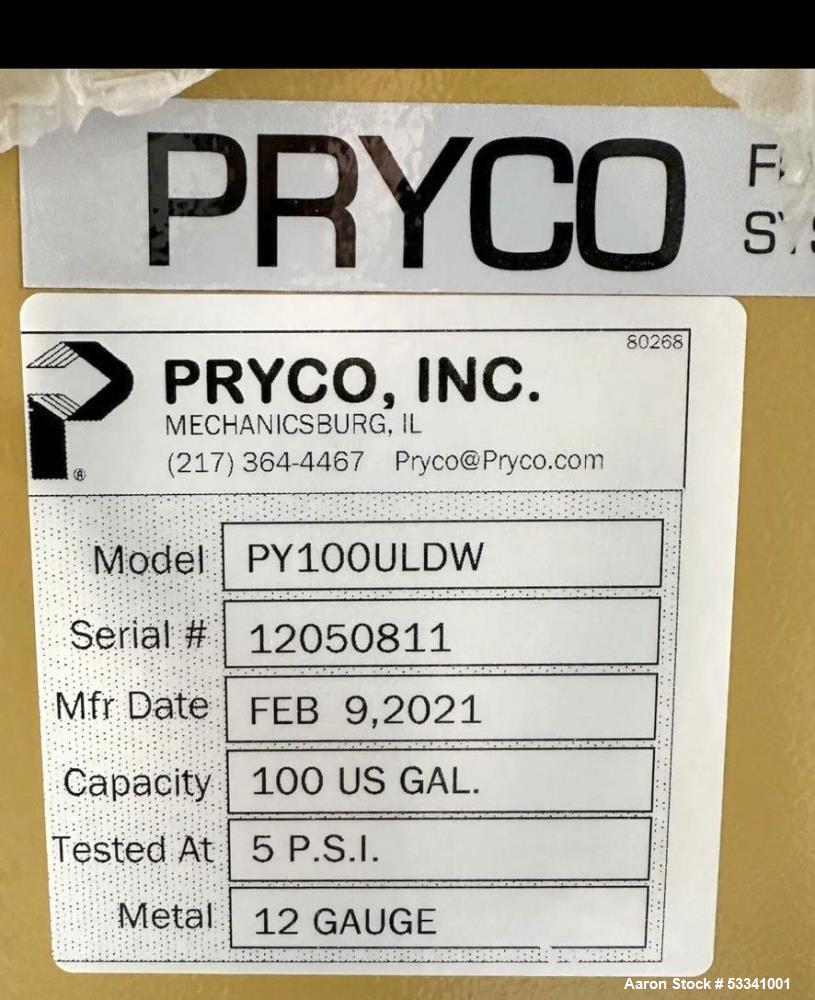 PRYCO
80268
PRYCO, INC.
MECHANICSBURG, IL
(217) 364-4467 Pryco@Pryco.com
®
Model PY100ULDW
Serial # 12050811
Mfr Date FEB 9,2021
Capacity 100 US GAL.
Tested At 5 P.S.I.
Metal 12 GAUGE
Aaron Stock # 53341001